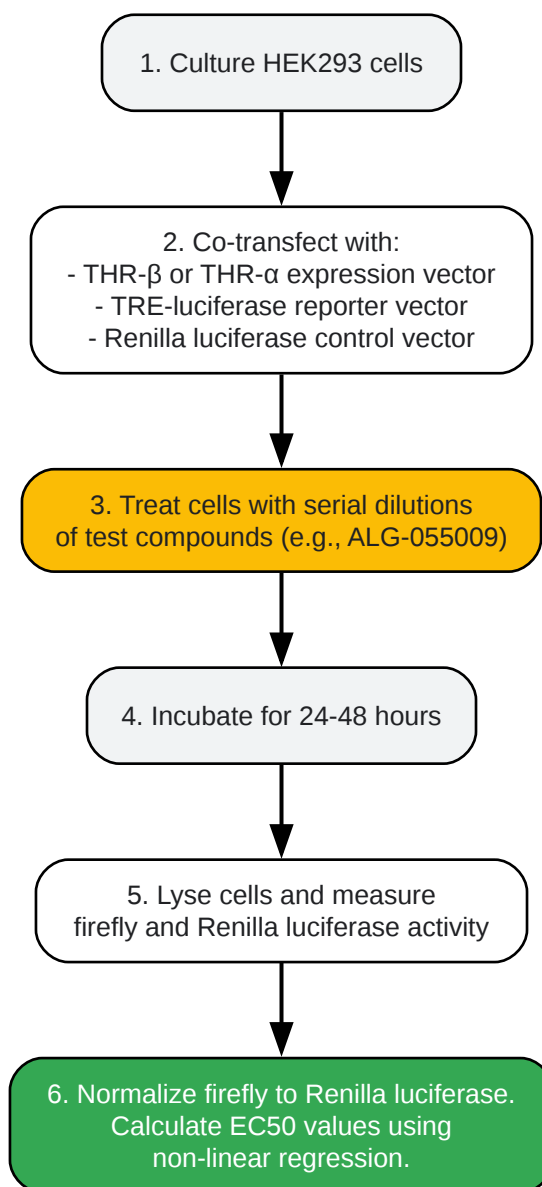 1. Culture HEK293 cells
2. Co-transfect with:
- THR-β or THR-α expression vector
- TRE-luciferase reporter vector
- Renilla luciferase control vector
3. Treat cells with serial dilutions
of test compounds (e.g., ALG-055009)
4. Incubate for 24-48 hours
5. Lyse cells and measure
firefly and Renilla luciferase activity
6. Normalize firefly to Renilla luciferase.
Calculate EC50 values using
non-linear regression.